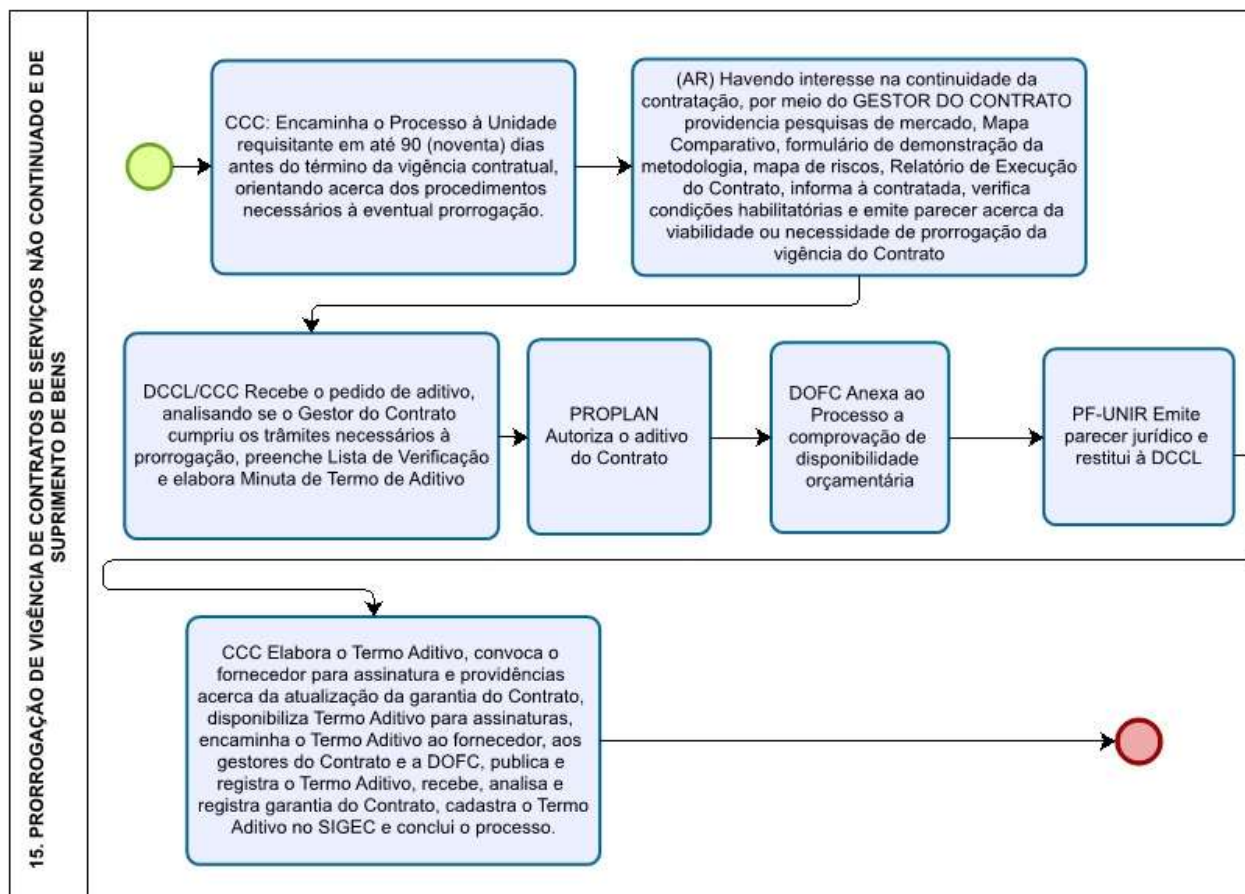 15. PRORROGAÇÃO DE VIGÊNCIA DE CONTRATOS DE SERVIÇOS NÃO CONTINUADO E DE
SUPRIMENTO DE BENS
CCC: Encaminha o Processo à Unidade
requisitante em até 90 (noventa) dias
antes do término da vigência contratual,
orientando acerca dos procedimentos
necessários à eventual prorrogação.
(AR) Havendo interesse na continuidade da
contratação, por meio do GESTOR DO CONTRATO
providencia pesquisas de mercado, Mapa
Comparativo, formulário de demonstração da
metodologia, mapa de riscos, Relatório de Execução
do Contrato, informa à contratada, verifica
condições habilitatórias e emite parecer acerca da
viabilidade ou necessidade de prorrogação da
vigência do Contrato
DCCL/CCC Recebe o pedido de aditivo,
analisando se o Gestor do Contrato
cumpriu os trâmites necessários à
prorrogação, preenche Lista de Verificação
e elabora Minuta de Termo de Aditivo
PROPLAN
Autoriza o aditivo
do Contrato
DOFC Anexa ao
Processo a
comprovação de
disponibilidade
orçamentária
PF-UNIR Emite
parecer jurídico e
restitui à DCCL
CCC Elabora o Termo Aditivo, convoca o
fornecedor para assinatura e providências
acerca da atualização da garantia do Contrato,
disponibiliza Termo Aditivo para assinaturas,
encaminha o Termo Aditivo ao fornecedor, aos
gestores do Contrato e a DOFC, publica e
registra o Termo Aditivo, recebe, analisa e
registra garantia do Contrato, cadastra o Termo
Aditivo no SIGEC e conclui o processo.